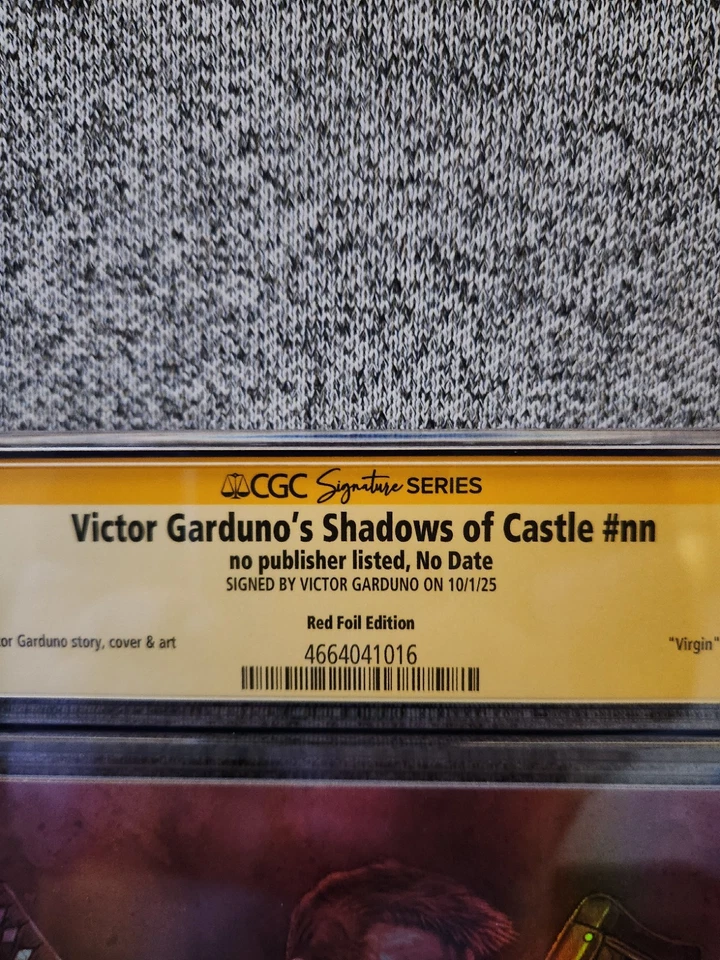 CGC Signature SERIES
Victor Garduno's Shadows of Castle #nn
no publisher listed, No Date
SIGNED BY VICTOR GARDUNO ON 10/1/25
Red Foil Edition
Garduno story, cover & art
"Virgin"
4664041016